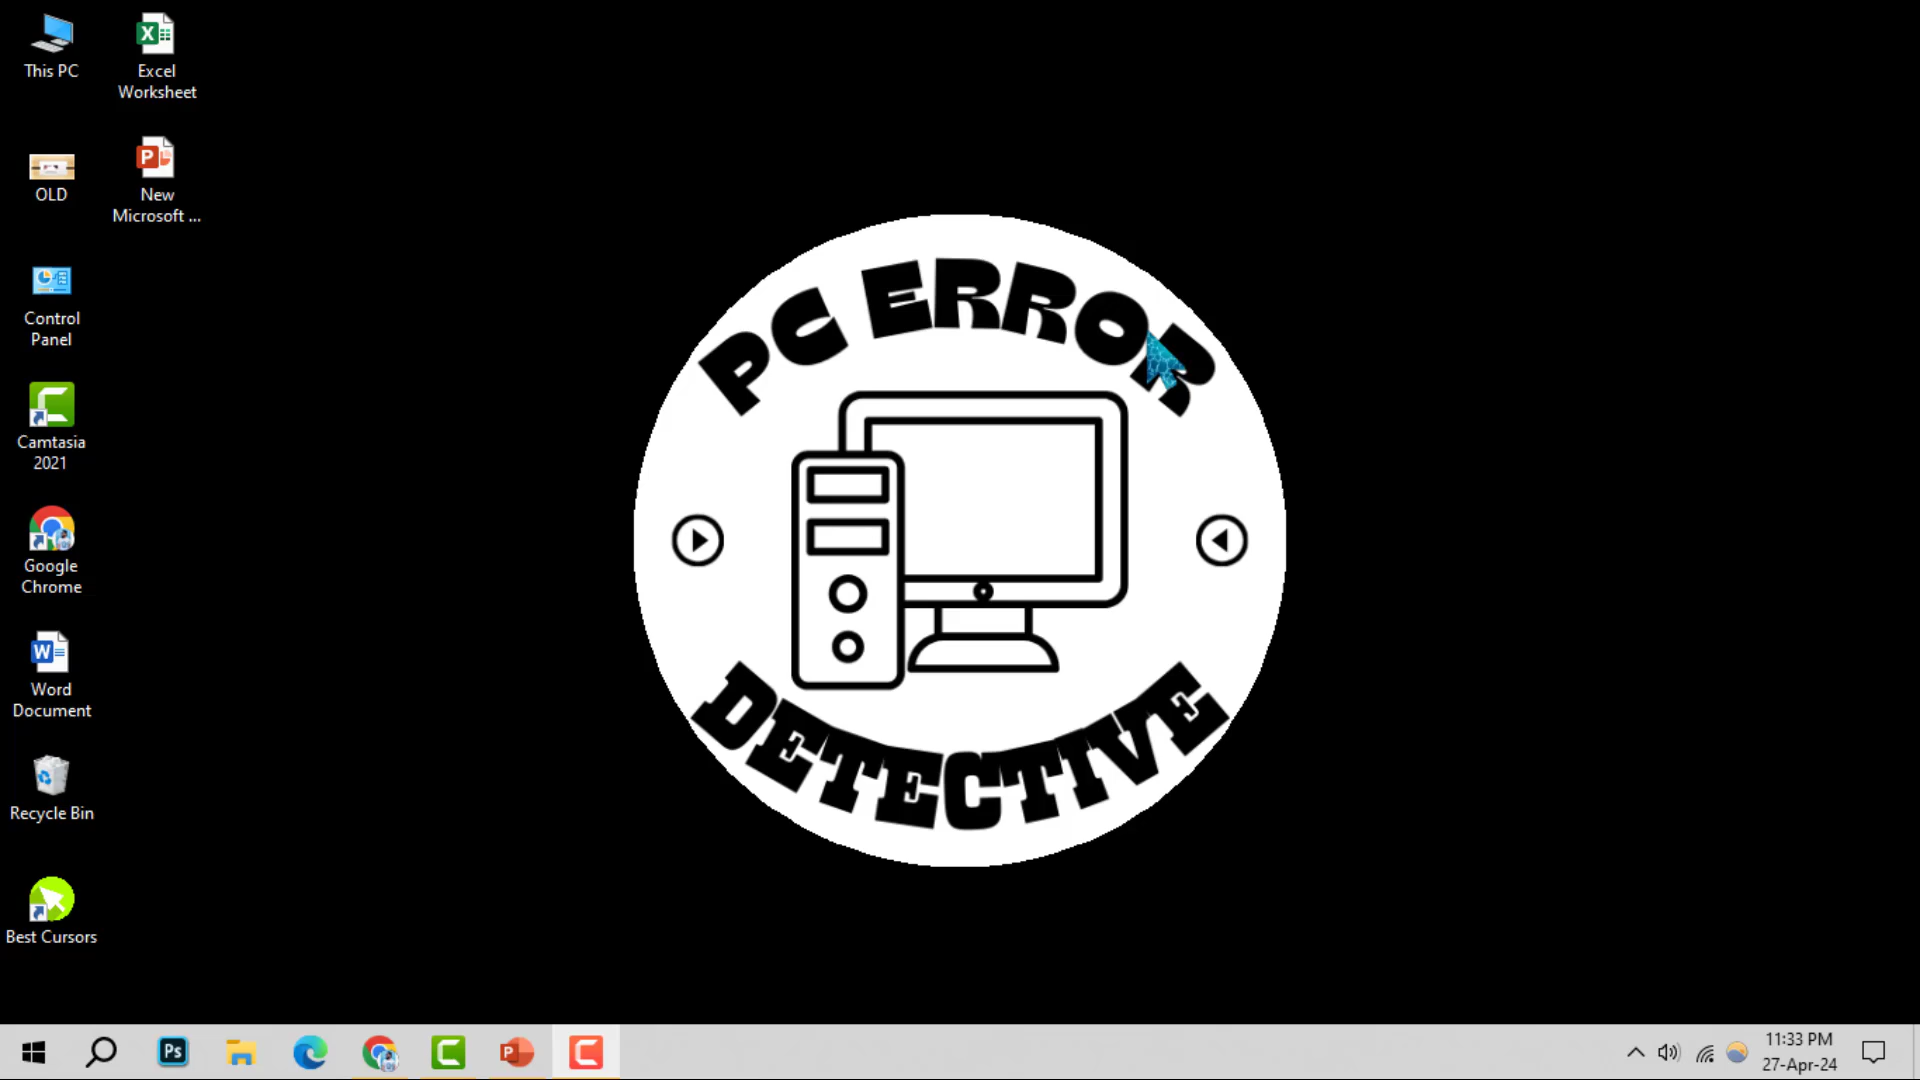 This PC
Excel
Worksheet
OLD
New
Microsoft ...
Control
Panel
Camtasia
2021
Google
Chrome
Word
Document
Recycle Bin
Best Cursors
PC ERROR
DETECTIVE
11:33 PM
27-Apr-24